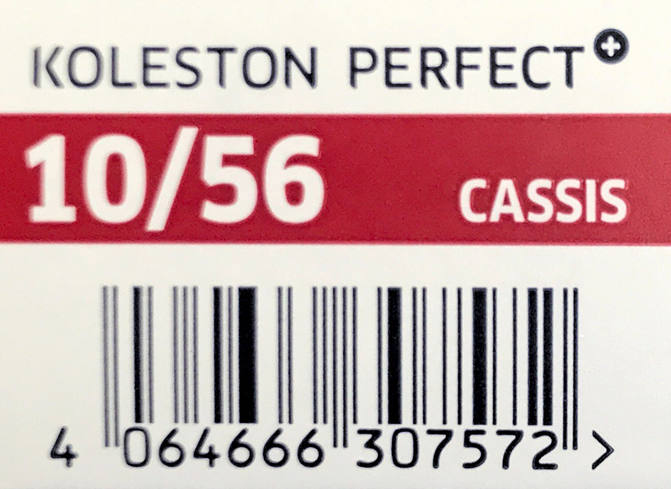 KOLESTON PERFECT+
10/56 CASSIS
4 064666 307572 >